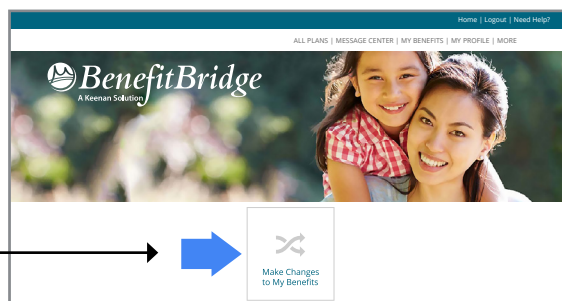 Home | Logout | Need Help?
ALL PLANS | MESSAGE CENTER | MY BENEFITS | MY PROFILE | MORE
BenefitBridge
A Keenan Solution
Make Changes
to My Benefits